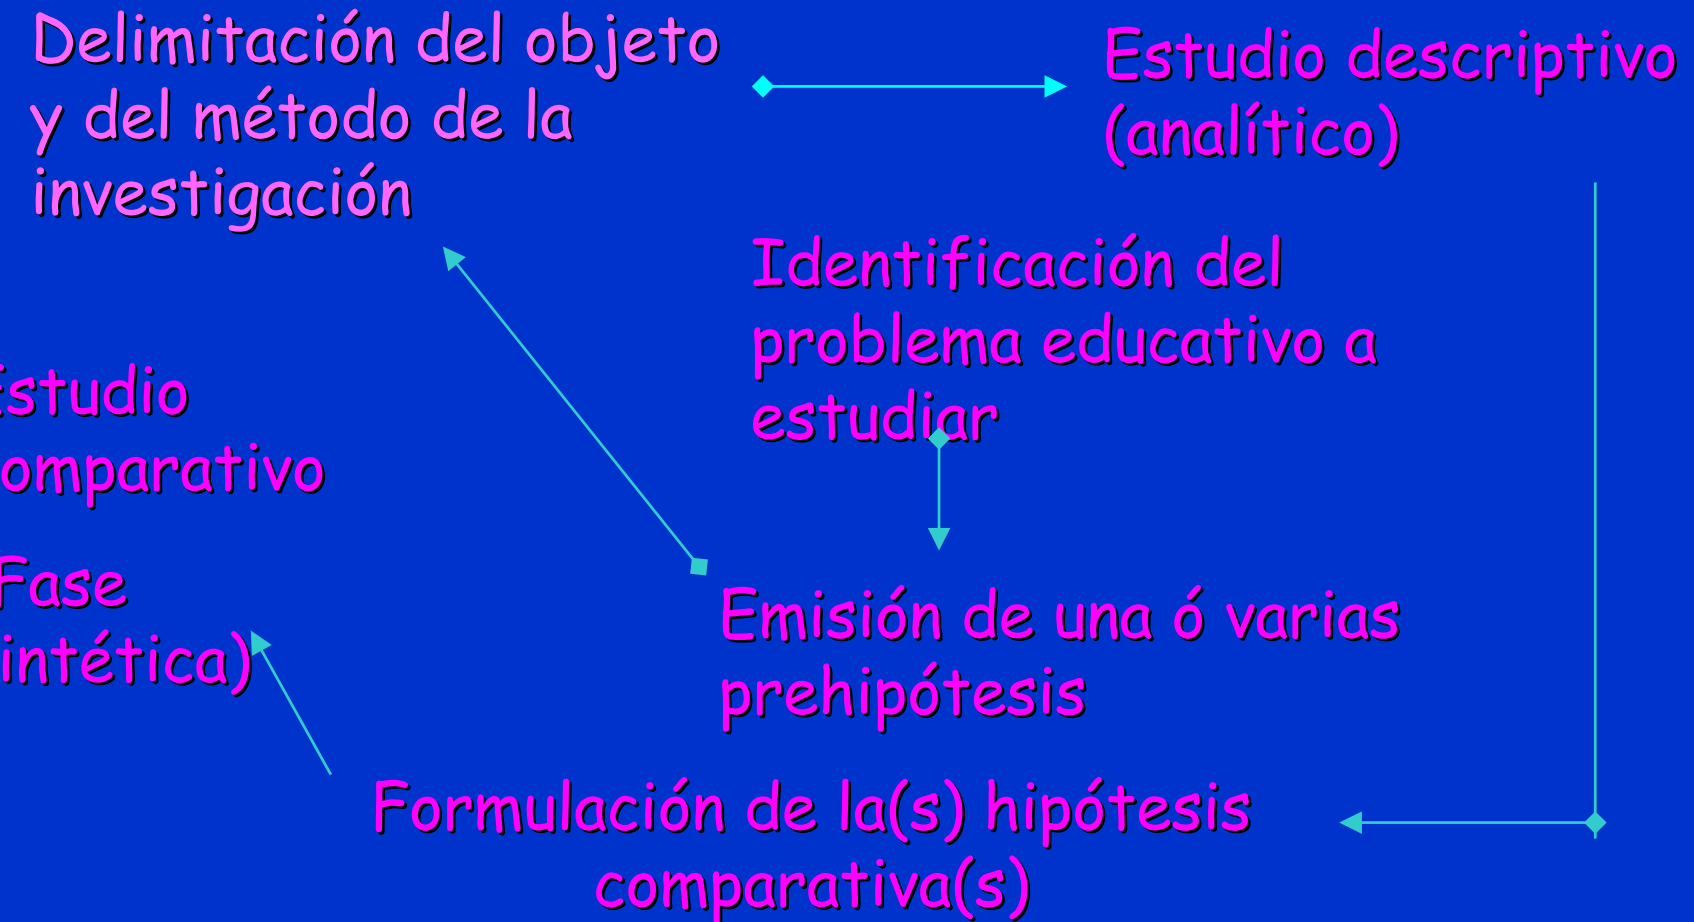 Delimitación del objeto
y del método de la
investigación
Estudio descriptivo
(analítico)
Identificación del
problema educativo a
estudiar
Estudio
omparativo
Fase
intética)
Emisión de una ó varias
prehipótesis
Formulación de la(s) hipótesis
comparativa(s)